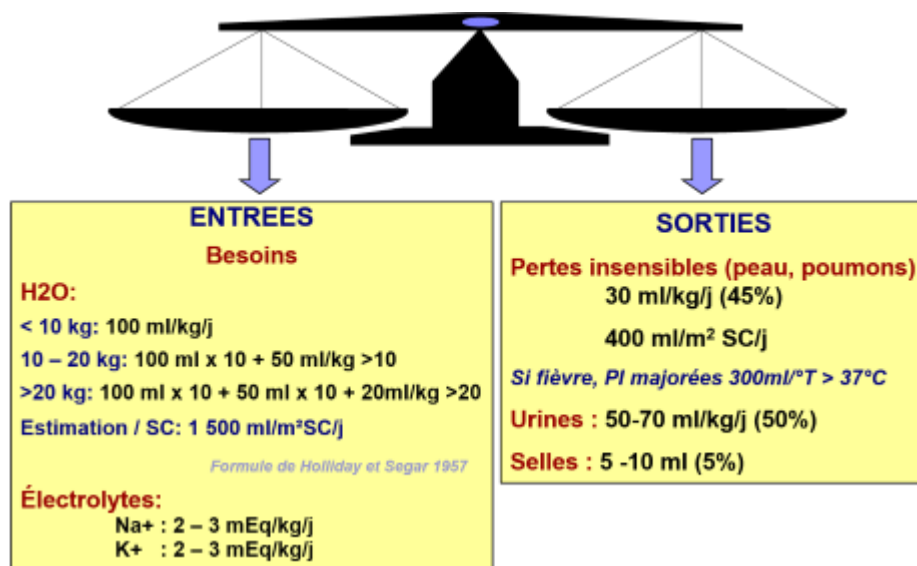 ENTREES
Besoins
H2O:
< 10 kg: 100 ml/kg/j
10 – 20 kg: 100 ml x 10 + 50 ml/kg >10
>20 kg: 100 ml x 10 + 50 ml x 10 + 20ml/kg >20
Estimation / SC: 1 500 ml/m²SC/j
Formule de Holliday et Segar 1957
Électrolytes:
Na+ : 2 – 3 mEq/kg/j
K+ : 2 – 3 mEq/kg/j
SORTIES
Pertes insensibles (peau, poumons)
30 ml/kg/j (45%)
400 ml/m² SC/j
Si fièvre, PI majorées 300ml/°T > 37°C
Urines : 50-70 ml/kg/j (50%)
Selles : 5 -10 ml (5%)